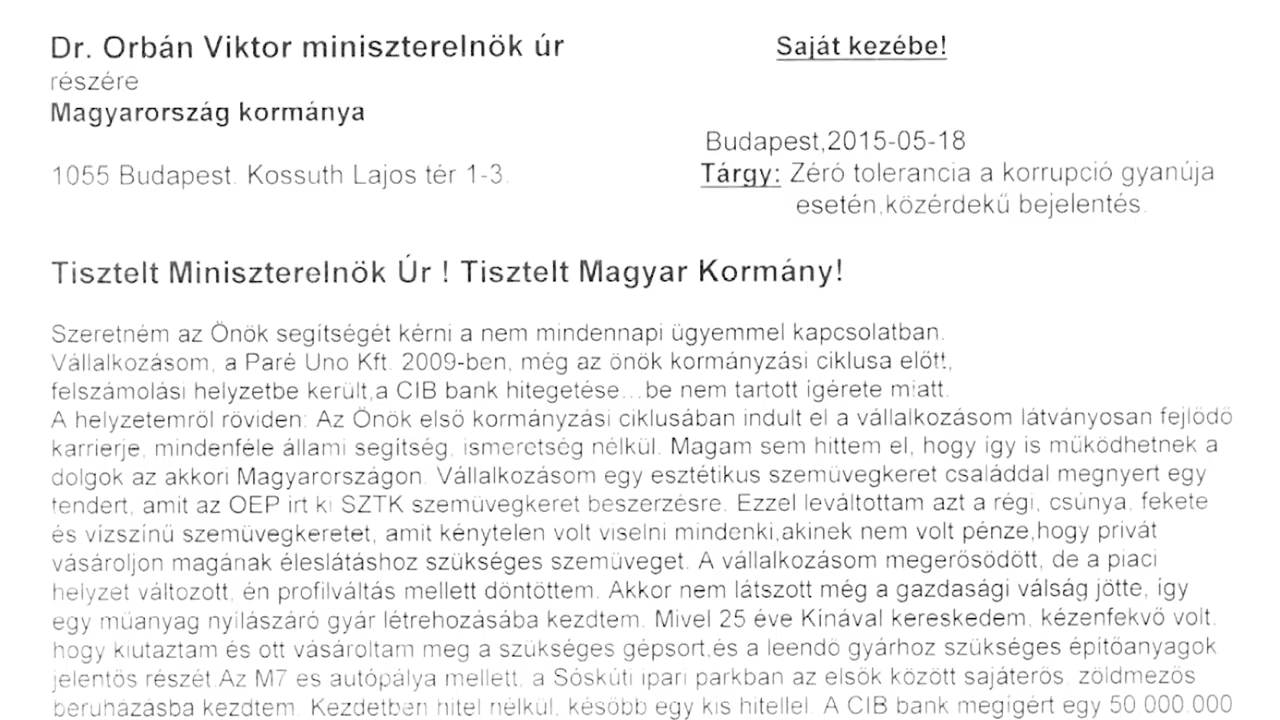 Dr. Orbán Viktor miniszterelnök úr
Saját kezébe!
részére
Magyarország kormánya
Budapest,2015-05-18
1055 Budapest. Kossuth Lajos tér 1-3.
Tárgy: Zéró tolerancia a korrupció gyanúja
esetén,közérdekű bejelentés.
Tisztelt Miniszterelnök Úr ! Tisztelt Magyar Kormány!
Szeretném az Önök segítségét kérni a nem mindennapi ügyemmel kapcsolatban.
Vállalkozásom, a Paré Uno Kft. 2009-ben, még az önök kormányzási ciklusa előtt,
felszámolási helyzetbe került,a CIB bank hitegetése...be nem tartott ígérete miatt.
A helyzetemről röviden: Az Önök első kormányzási ciklusában indult el a vállalkozásom látványosan fejlődő
karrierje, mindenféle állami segítség, ismeretség nélkül. Magam sem hittem el, hogy így is működhetnek a
dolgok az akkori Magyarországon. Vállalkozásom egy esztétikus szemüvegkeret családdal megnyert egy
tendert, amit az OEP írt ki SZTK szemüvegkeret beszerzésre. Ezzel leváltottam azt a régi, csúnya, fekete
és vízszínű szemüvegkeretet, amit kénytelen volt viselni mindenki,akinek nem volt pénze,hogy privát
vásároljon magának éleslátáshoz szükséges szemüveget. A vállalkozásom megerősödött, de a piaci
helyzet változott, én profilváltás mellett döntöttem. Akkor nem látszott még a gazdasági válság jötte, így
egy műanyag nyílászáró gyár létrehozásába kezdtem. Mivel 25 éve Kínával kereskedem, kézenfekvő volt,
hogy kiutaztam és ott vásároltam meg a szükséges gépsort,és a leendő gyárhoz szükséges építőanyagok
jelentős részét.Az M7 es autópálya mellett, a Sóskúti ipari parkban az elsők között sajáterős, zöldmezős
beruházásba kezdtem. Kezdetben hitel nélkül, később egy kis hitellel. A CIB bank megígért egy 50 000.000